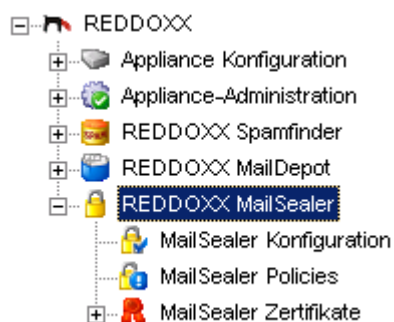 REDDOXX
Appliance Konfiguration
Appliance-Administration
REDDOXX Spamfinder
REDDOXX MailDepot
REDDOXX MailSealer
MailSealer Konfiguration
MailSealer Policies
MailSealer Zertifikate